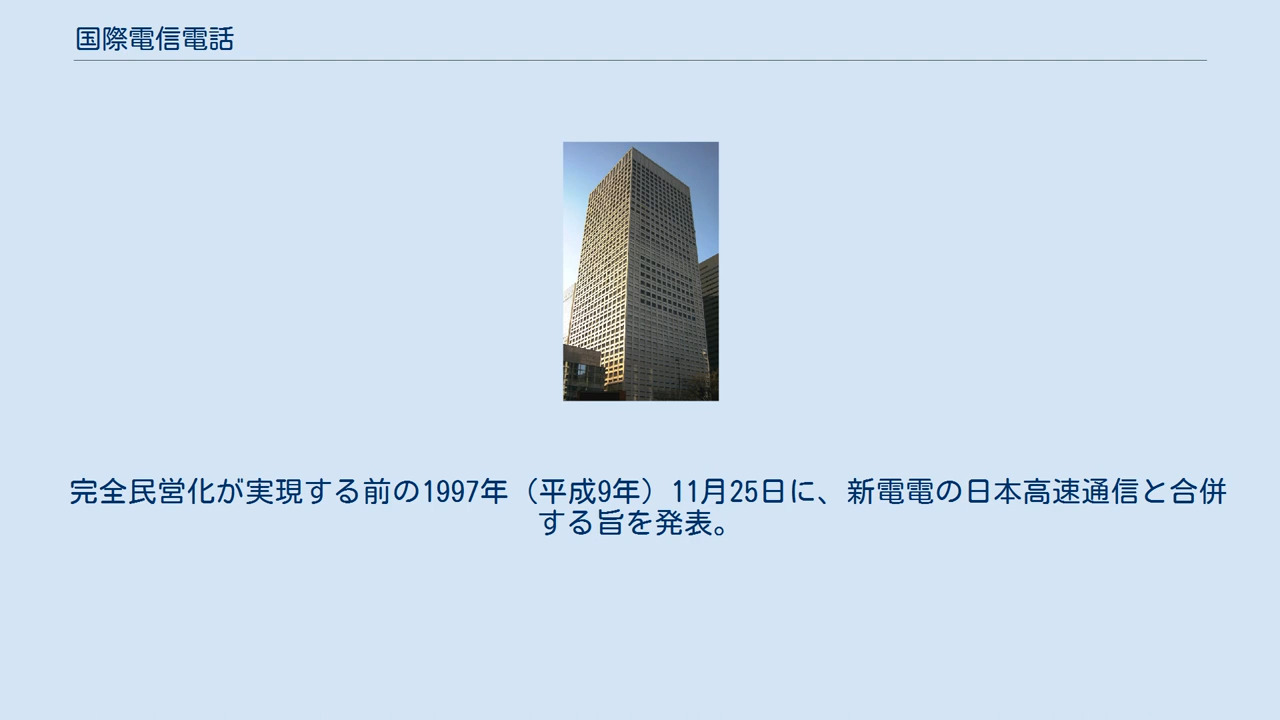 国際電信電話
完全民営化が実現する前の1997年（平成9年）11月25日に、新電電の日本高速通信と合併
する旨を発表。